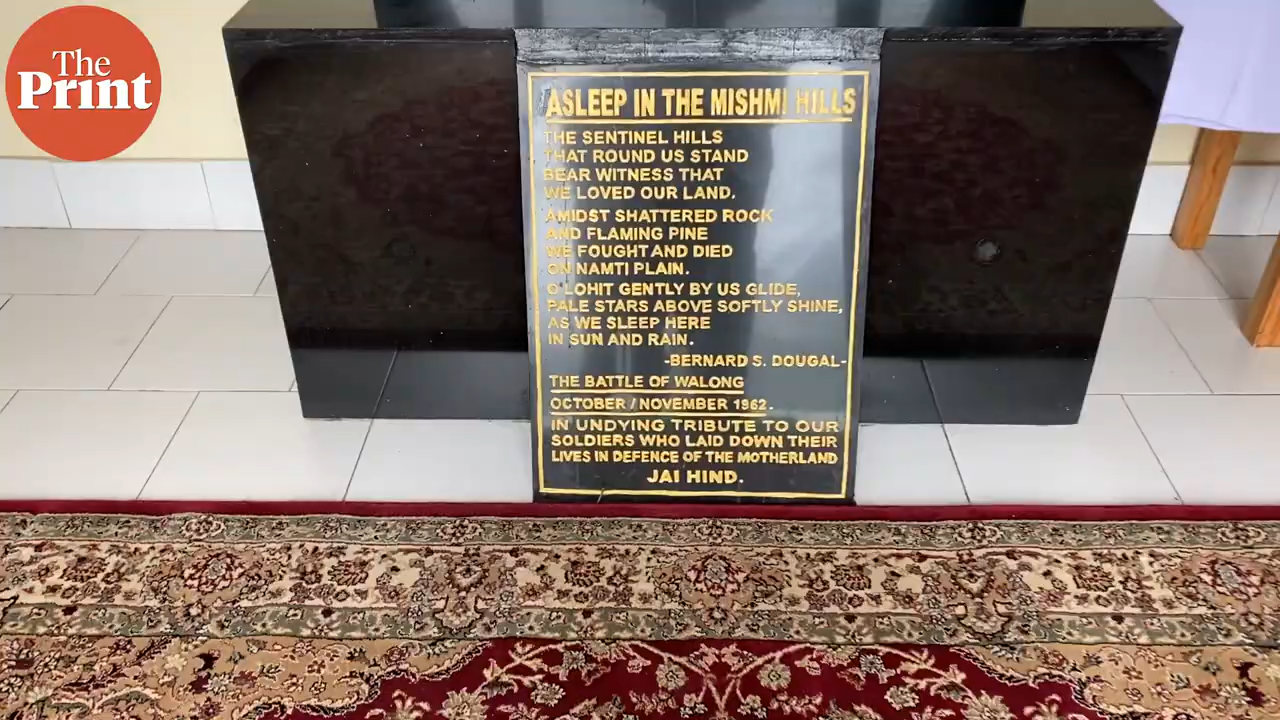 The
Print
ASLEEP IN THE MISHMI HILLS
THE SENTINEL HILLS
THAT ROUND US STAND
BEAR WITNESS THAT
WE LOVED OUR LAND.
AMIDST SHATTERED ROCK
AND FLAMING PINE
WE FOUGHT AND DIED
ON NAMTI PLAIN.
O LOHIT GENTLY BY US GLIDE,
PALE STARS ABOVE SOFTLY SHINE,
AS WE SLEEP HERE
IN SUN AND RAIN.
-BERNARD S. DOUGAL-
THE BATTLE OF WALONG
OCTOBER / NOVEMBER 1962.
IN UNDYING TRIBUTE TO OUR
SOLDIERS WHO LAID DOWN THEIR
LIVES IN DEFENCE OF THE MOTHERLAND
JAI HIND.